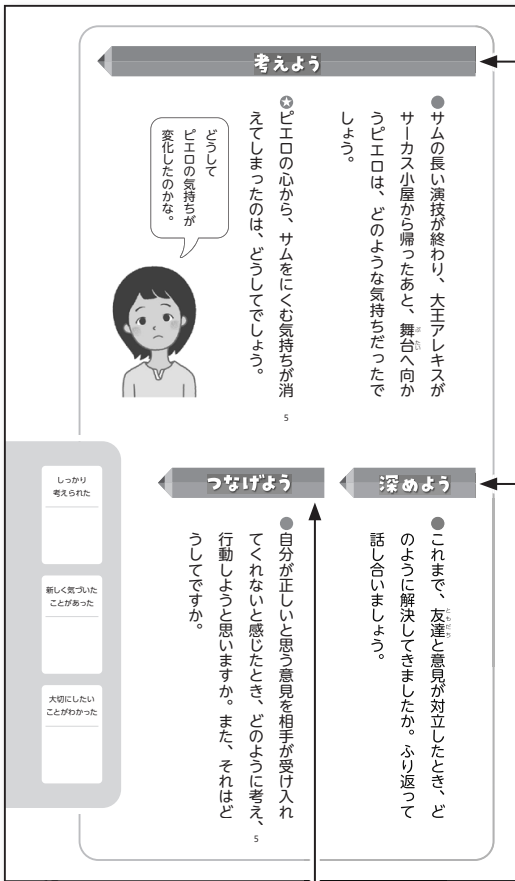 考えよう
●サムの長い演技が終わり、大王アレキスが
サーカス小屋から帰ったあと、舞台へ向か
うピエロは、どのような気持ちだったで
しょう。
ぶたい
✪ピエロの心から、サムをにくむ気持ちが消
えてしまったのは、どうしてでしょう。
5
どうして
ピエロの気持ちが
変化したのかな。
深めよう
●これまで、友達と意見が対立したとき、ど
のように解決してきましたか。ふり返って
話し合いましょう。
ともだち
つなげよう
●自分が正しいと思う意見を相手が受け入れ
てくれないと感じたとき、どのように考え、
行動しようと思いますか。また、それはど
うしてですか。
5
しっかり
考えられた
新しく気づいた
ことがあった
大切にしたい
ことがわかった